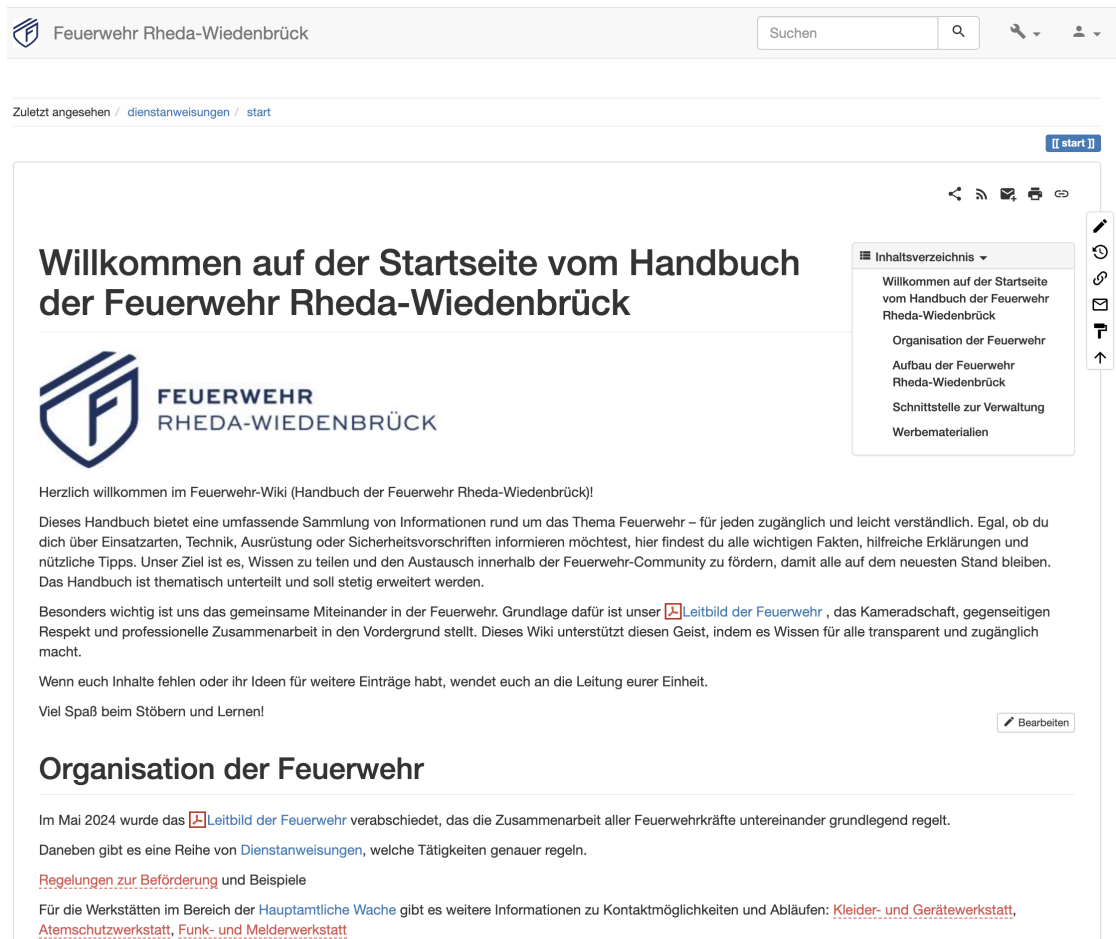 Feuerwehr Rheda-Wiedenbrück
Suchen
Zuletzt angesehen / dienstanweisungen / start
[[ start ]]
Willkommen auf der Startseite vom Handbuch
der Feuerwehr Rheda-Wiedenbrück
Inhaltsverzeichnis
Willkommen auf der Startseite
vom Handbuch der Feuerwehr
Rheda-Wiedenbrück
Organisation der Feuerwehr
Aufbau der Feuerwehr
Rheda-Wiedenbrück
Schnittstelle zur Verwaltung
Werbematerialien
FEUERWEHR
RHEDA-WIEDENBRÜCK
Herzlich willkommen im Feuerwehr-Wiki (Handbuch der Feuerwehr Rheda-Wiedenbrück)!
Dieses Handbuch bietet eine umfassende Sammlung von Informationen rund um das Thema Feuerwehr – für jeden zugänglich und leicht verständlich. Egal, ob du
dich über Einsatzarten, Technik, Ausrüstung oder Sicherheitsvorschriften informieren möchtest, hier findest du alle wichtigen Fakten, hilfreiche Erklärungen und
nützliche Tipps. Unser Ziel ist es, Wissen zu teilen und den Austausch innerhalb der Feuerwehr-Community zu fördern, damit alle auf dem neuesten Stand bleiben.
Das Handbuch ist thematisch unterteilt und soll stetig erweitert werden.
Besonders wichtig ist uns das gemeinsame Miteinander in der Feuerwehr. Grundlage dafür ist unser Leitbild der Feuerwehr , das Kameradschaft, gegenseitigen
Respekt und professionelle Zusammenarbeit in den Vordergrund stellt. Dieses Wiki unterstützt diesen Geist, indem es Wissen für alle transparent und zugänglich
macht.
Wenn euch Inhalte fehlen oder ihr Ideen für weitere Einträge habt, wendet euch an die Leitung eurer Einheit.
Viel Spaß beim Stöbern und Lernen!
Bearbeiten
Organisation der Feuerwehr
Im Mai 2024 wurde das Leitbild der Feuerwehr verabschiedet, das die Zusammenarbeit aller Feuerwehrkräfte untereinander grundlegend regelt.
Daneben gibt es eine Reihe von Dienstanweisungen, welche Tätigkeiten genauer regeln.
Regelungen zur Beförderung und Beispiele
Für die Werkstätten im Bereich der Hauptamtliche Wache gibt es weitere Informationen zu Kontaktmöglichkeiten und Abläufen: Kleider- und Gerätewerkstatt,
Atemschutzwerkstatt, Funk- und Melderwerkstatt